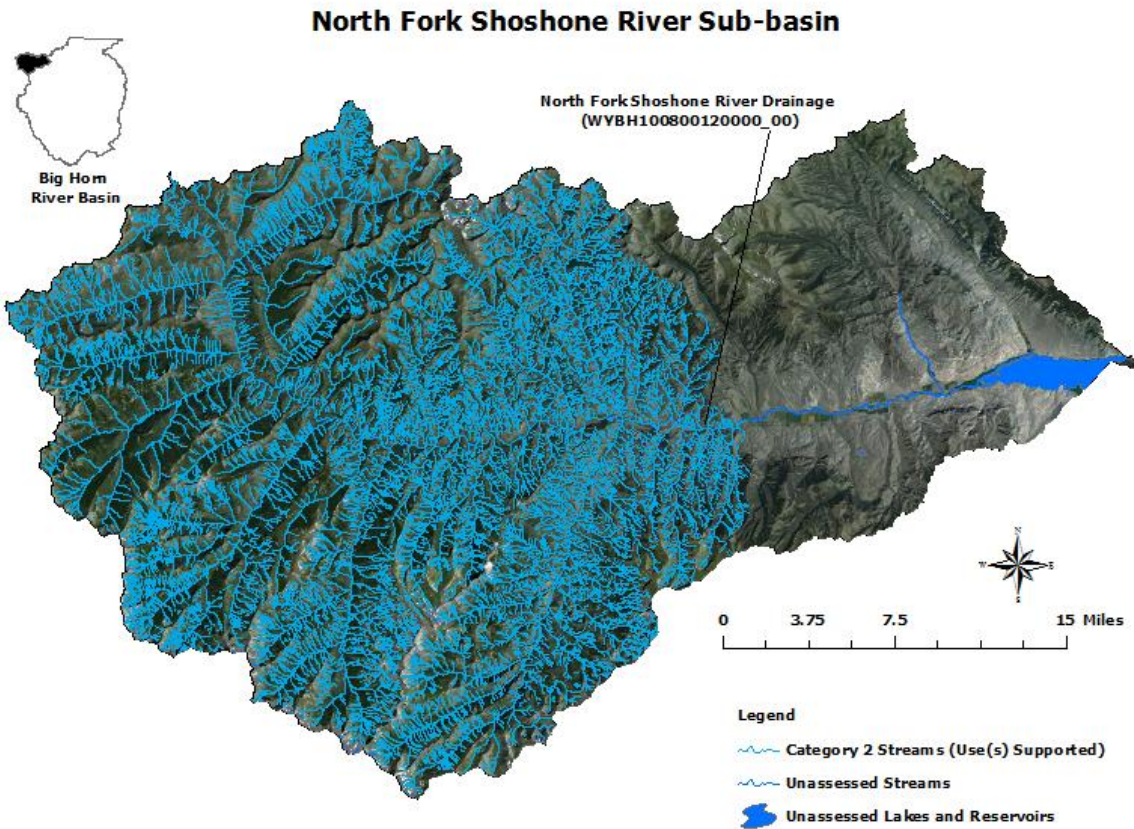 North Fork Shoshone River Sub-basin
Big Horn
River Basin
North Fork Shoshone River Drainage
(WYBH100800120000_00)
N
W
E
S
0 3.75 7.5 15 Miles
Legend
Category 2 Streams (Use(s) Supported)
Unassessed Streams
Unassessed Lakes and Reservoirs